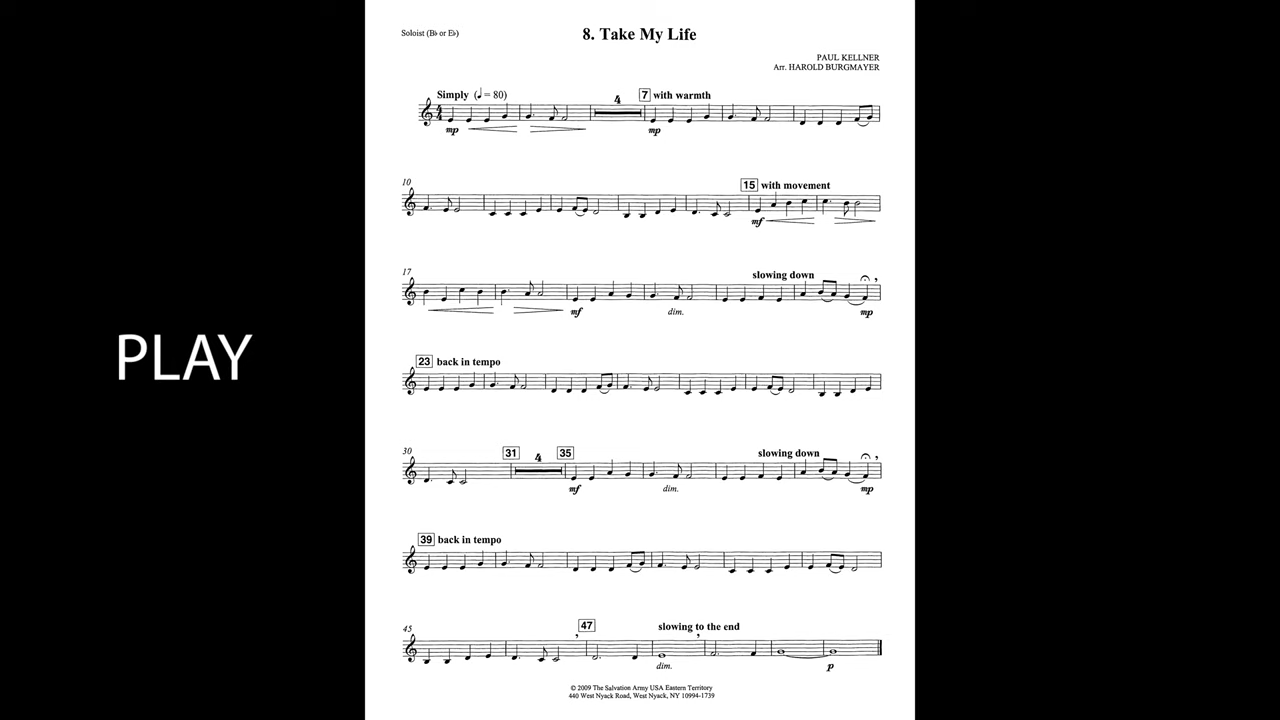 Soloist (B♭ or E♭)
8. Take My Life
PAUL KELLNER
Arr. HAROLD BURGMAYER
Simply (♩ = 80)
4
7 with warmth
mp
mp
10
15 with movement
mf
17
slowing down
mf
dim.
mp
PLAY
23 back in tempo
30
31
4
35
slowing down
mf
dim.
mp
39 back in tempo
45
47
slowing to the end
dim.
p
© 2009 The Salvation Army USA Eastern Territory
440 West Nyack Road, West Nyack, NY 10994-1739